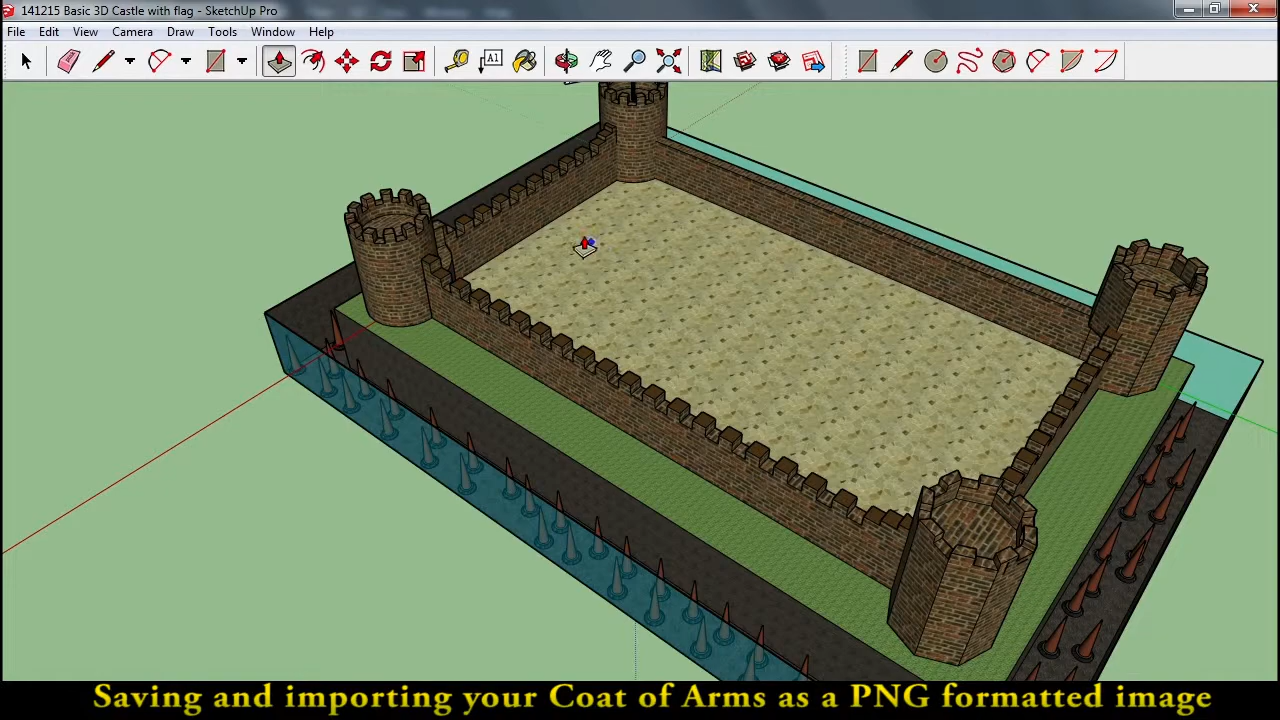 141215 Basic 3D Castle with flag - SketchUp Pro
File Edit View Camera Draw Tools Window Help
A1
Saving and importing your Coat of Arms as a PNG formatted image